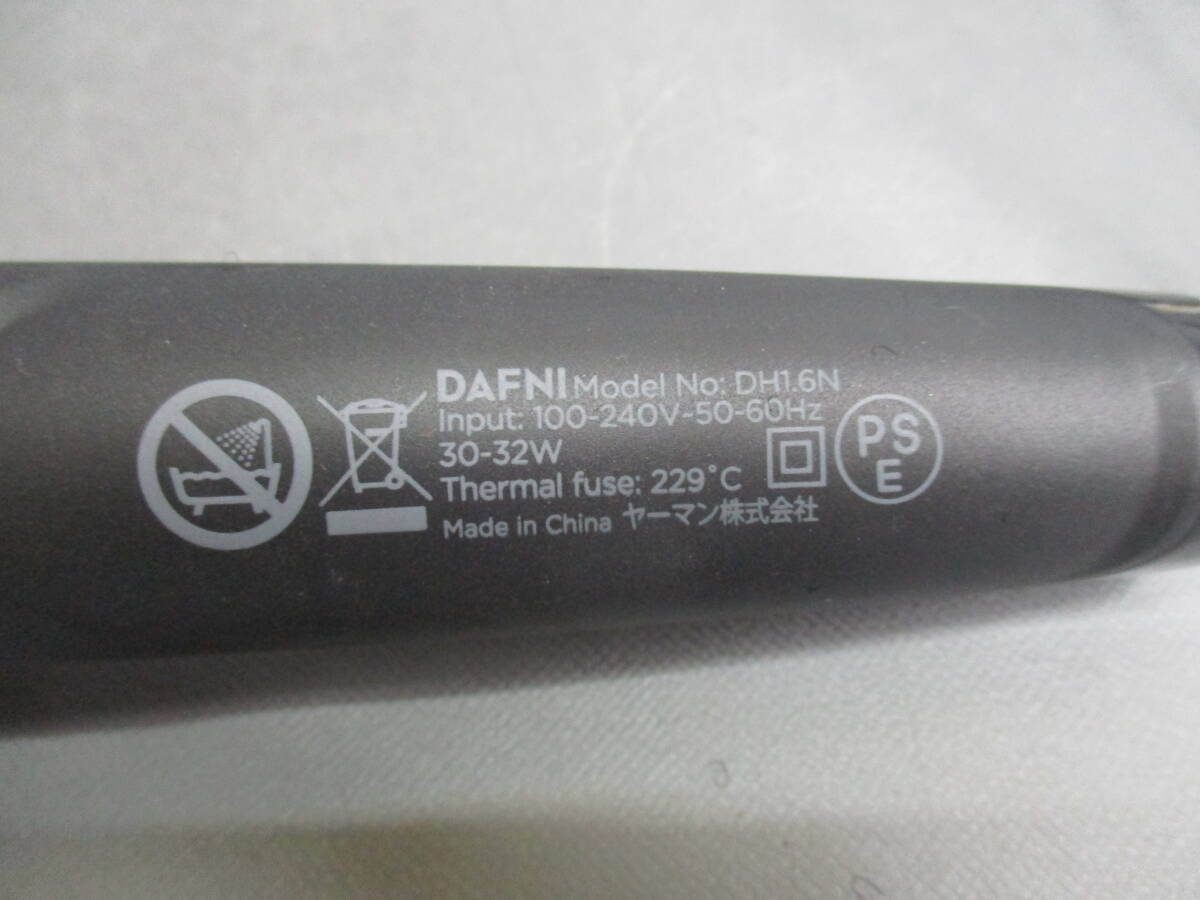 DAFNI Model No: DH1.6N
Input: 100-240V~50-60Hz
30-32W
Thermal fuse: 229°C
Made in China ヤーマン株式会社
PSE